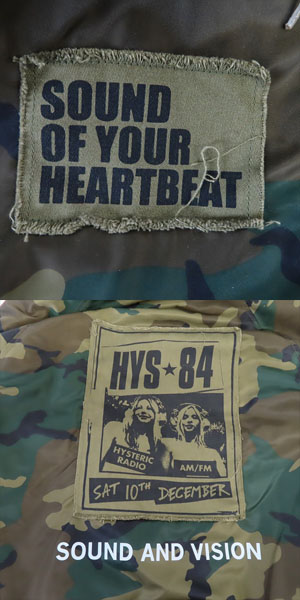 SOUND
OF YOUR
HEARTBEAT
HYS★84
HYSTERIC
RADIO
AM/FM
SAT 10TH DECEMBER
SOUND AND VISION